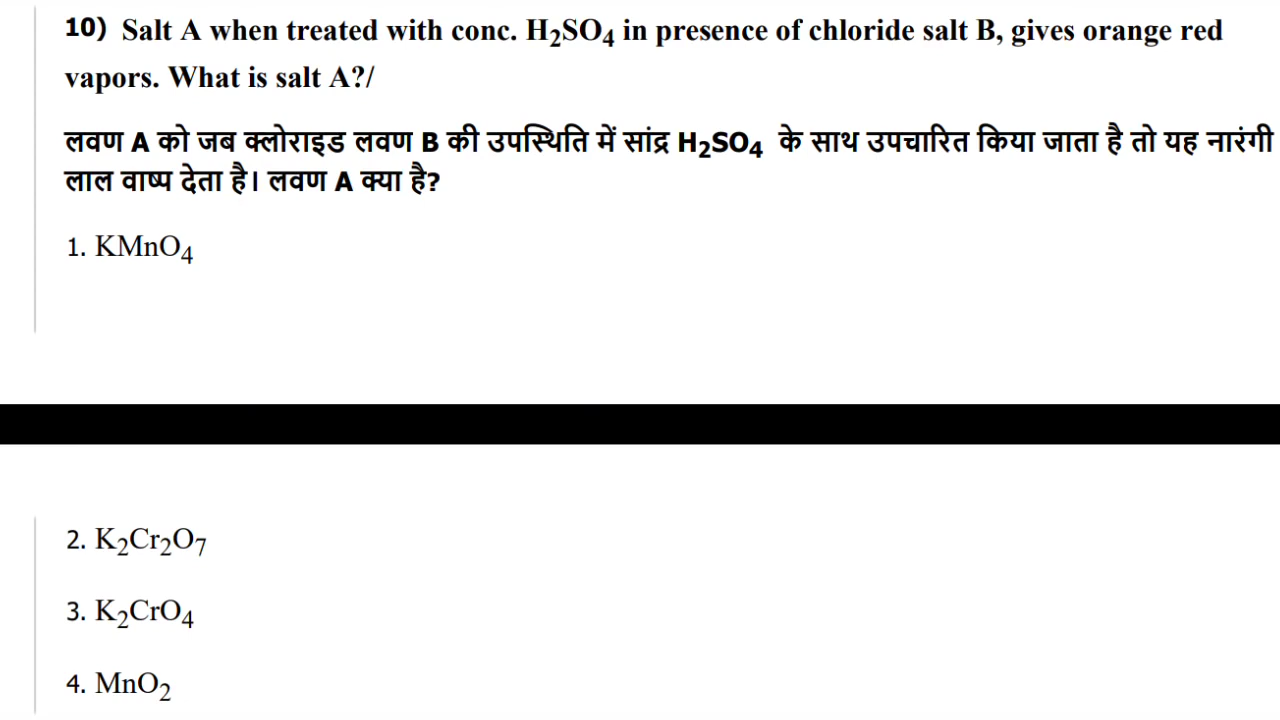 10) Salt A when treated with conc. H₂SO₄ in presence of chloride salt B, gives orange red
vapors. What is salt A?/
लवण A को जब क्लोराइड लवण B की उपस्थिति में सांद्र H₂SO₄ के साथ उपचारित किया जाता है तो यह नारंगी
लाल वाष्प देता है। लवण A क्या है?
1. KMnO₄
2. K₂Cr₂O₇
3. K₂CrO₄
4. MnO₂